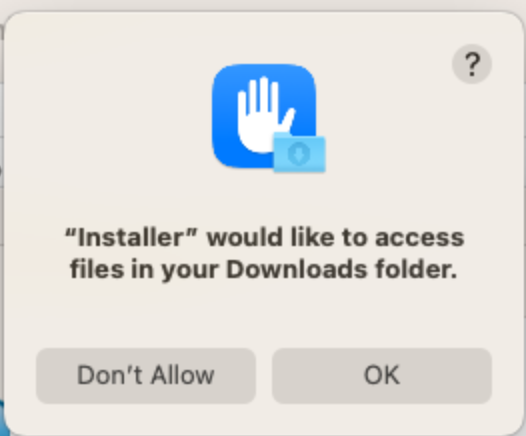 ?
“Installer” would like to access
files in your Downloads folder.
Don’t Allow
OK